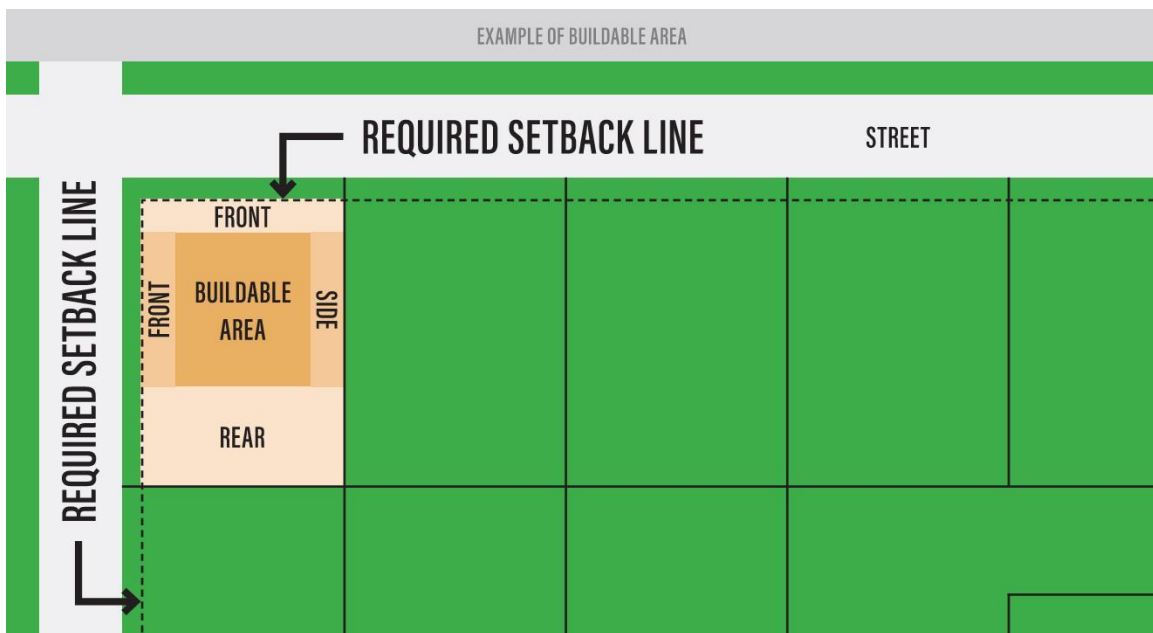 EXAMPLE OF BUILDABLE AREA
REQUIRED SETBACK LINE
STREET
REQUIRED SETBACK LINE
FRONT
FRONT
BUILDABLE
AREA
SIDE
REAR